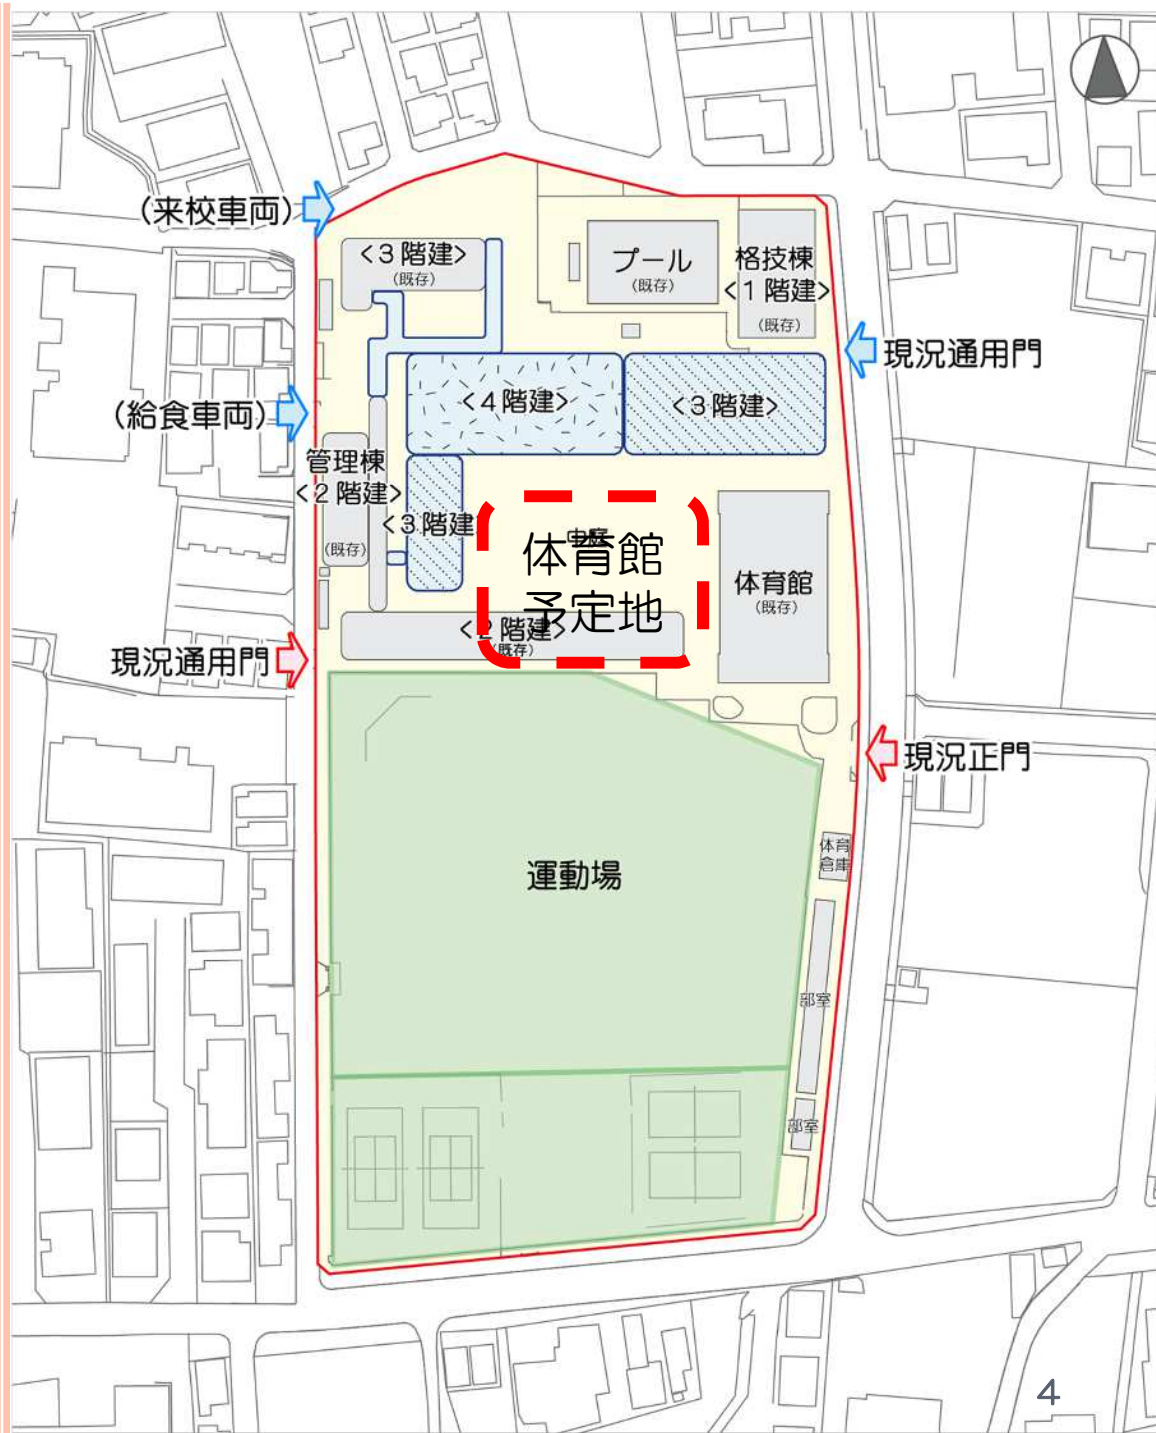 （来校車両）
<３階建>
（既存）
プール
（既存）
格技棟
<１階建>
（既存）
現況通用門
（給食車両）
<４階建>
<３階建>
管理棟
<２階建>
（既存）
<３階建
中庭
体育館
予定地
体育館
（既存）
<２階建>
（既存）
現況通用門
現況正門
運動場
体育
倉庫
部室
部室
4